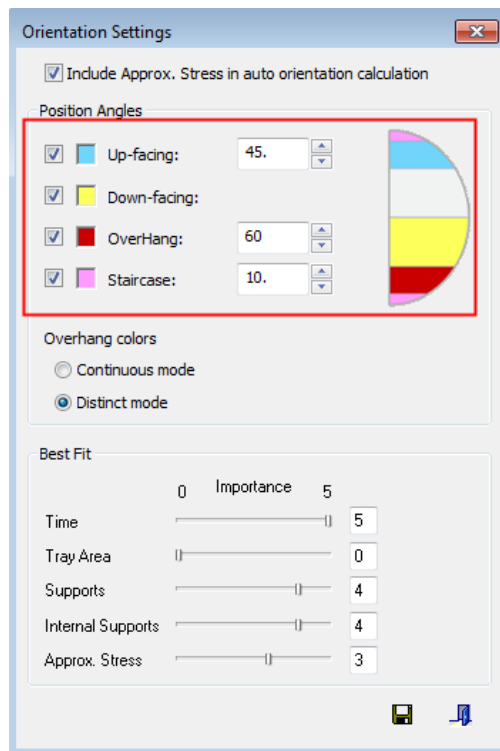 Orientation Settings
Include Approx. Stress in auto orientation calculation
Position Angles
Up-facing: 45.
Down-facing:
OverHang: 60
Staircase: 10.
Overhang colors
Continuous mode
Distinct mode
Best Fit
0 Importance 5
Time 5
Tray Area 0
Supports 4
Internal Supports 4
Approx. Stress 3